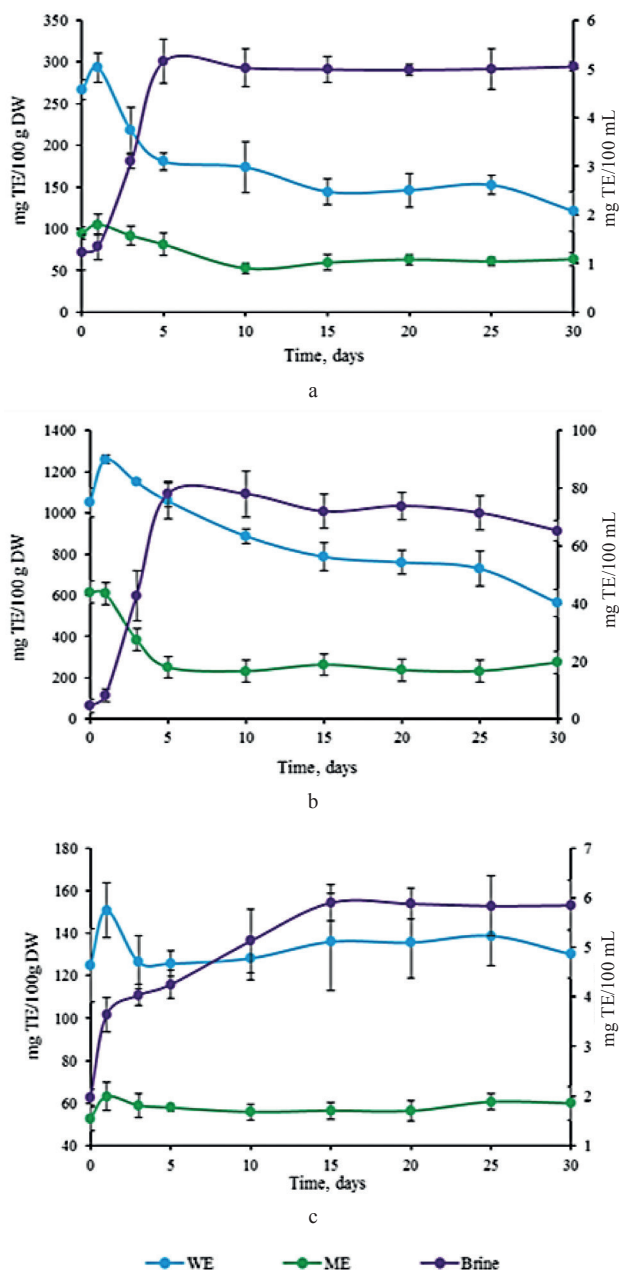 350 6
300 5
250 4
200 3
150
100 2
50 1
0 0
mg TE/100 g DW
mg TE/100 mL
0 5 10 15 20 25 30
Time, days
a
1400 100
1200 80
1000
800 60
600 40
400
200 20
0 0
mg TE/100 g DW
mg TE/100 mL
0 5 10 15 20 25 30
Time, days
b
180 7
160 6
140 5
120 4
100
80 3
60 2
40 1
mg TE/100g DW
mg TE/100 mL
0 5 10 15 20 25 30
Time, days
c
WE ME Brine